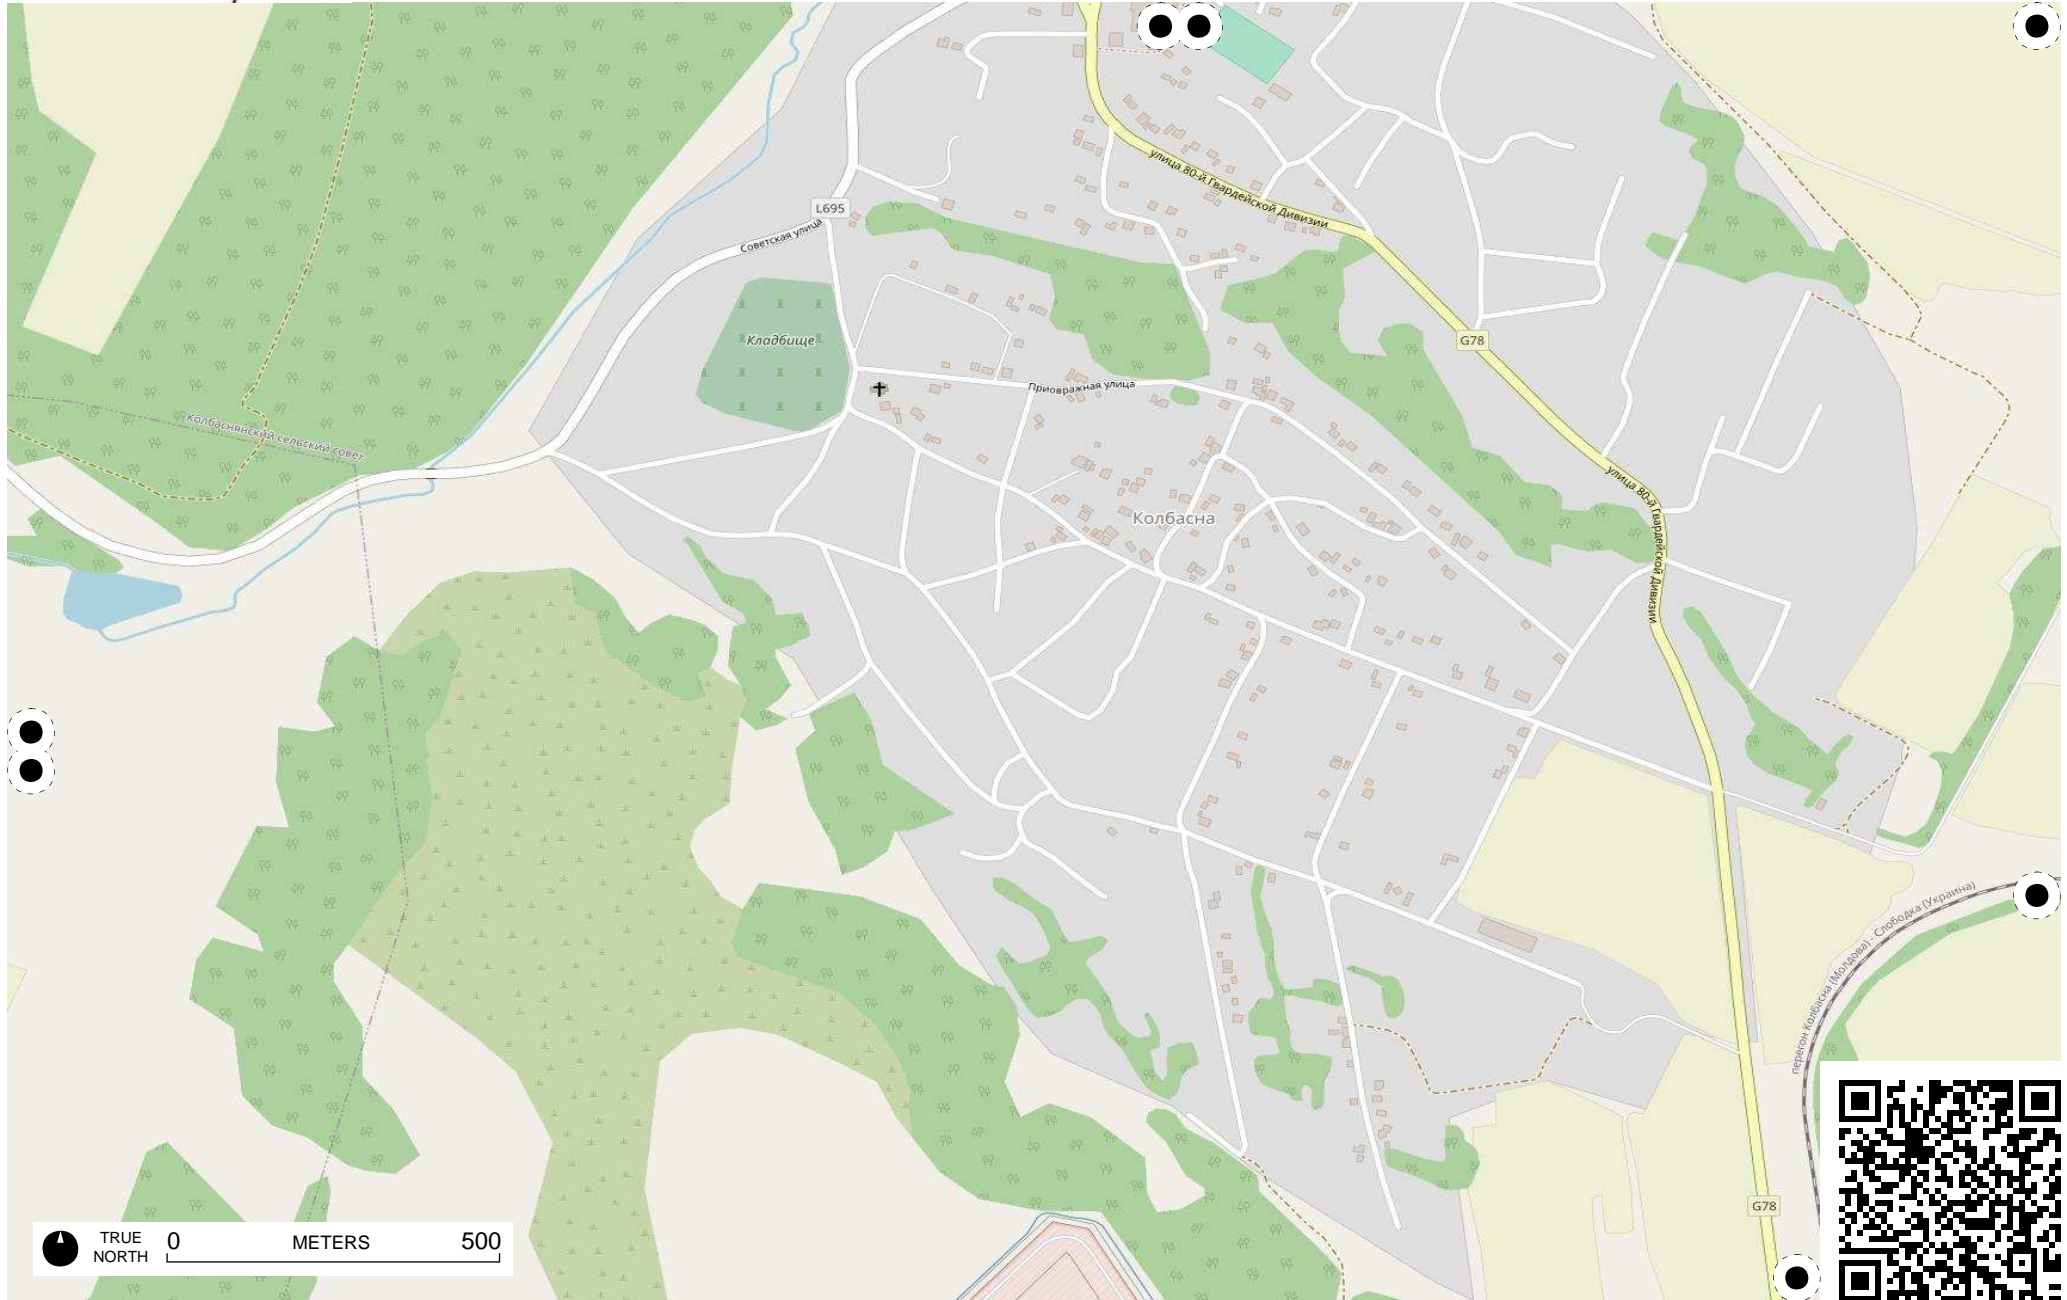 улица 80-й Гвардейской Дивизии
L695
Советская улица
Кладбище
G78
Приовражная улица
Колбаснянский сельский совет
улица 80-й Гвардейской Дивизии
Колбасна
перегон Колбасна (Молдова) - Слободка (Украина)
G78
TRUE
NORTH
0 METERS 500